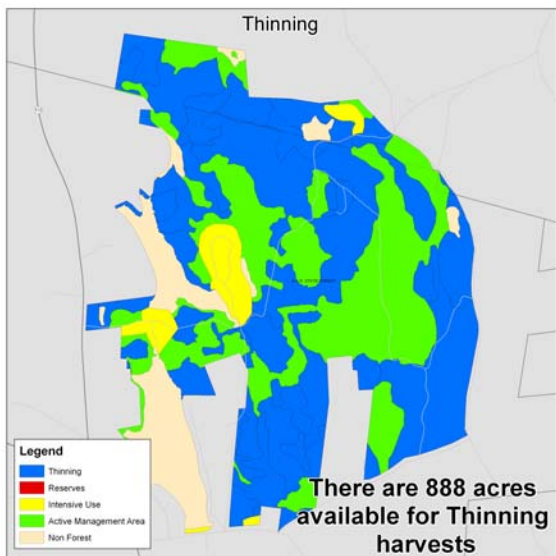 Thinning
Legend
Thinning
Reserves
Intensive Use
Active Management Area
Non Forest
There are 888 acres
available for Thinning
harvests